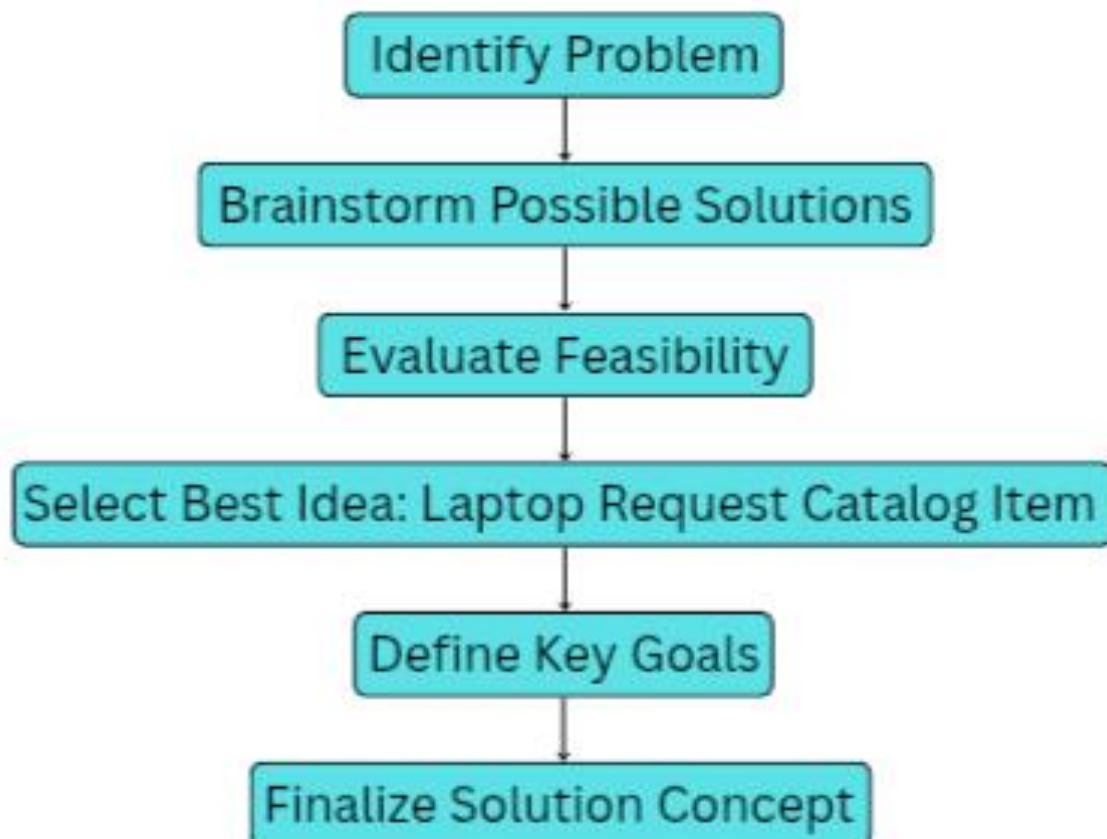 Identify Problem
Brainstorm Possible Solutions
Evaluate Feasibility
Select Best Idea: Laptop Request Catalog Item
Define Key Goals
Finalize Solution Concept